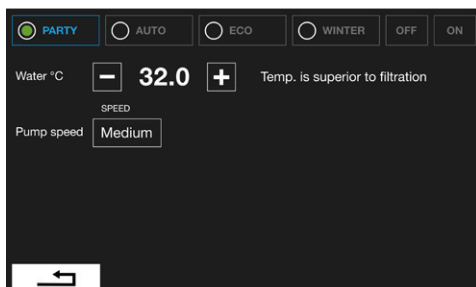 PARTY AUTO ECO WINTER OFF ON
Water °C − 32.0 + Temp. is superior to filtration
SPEED
Pump speed Medium